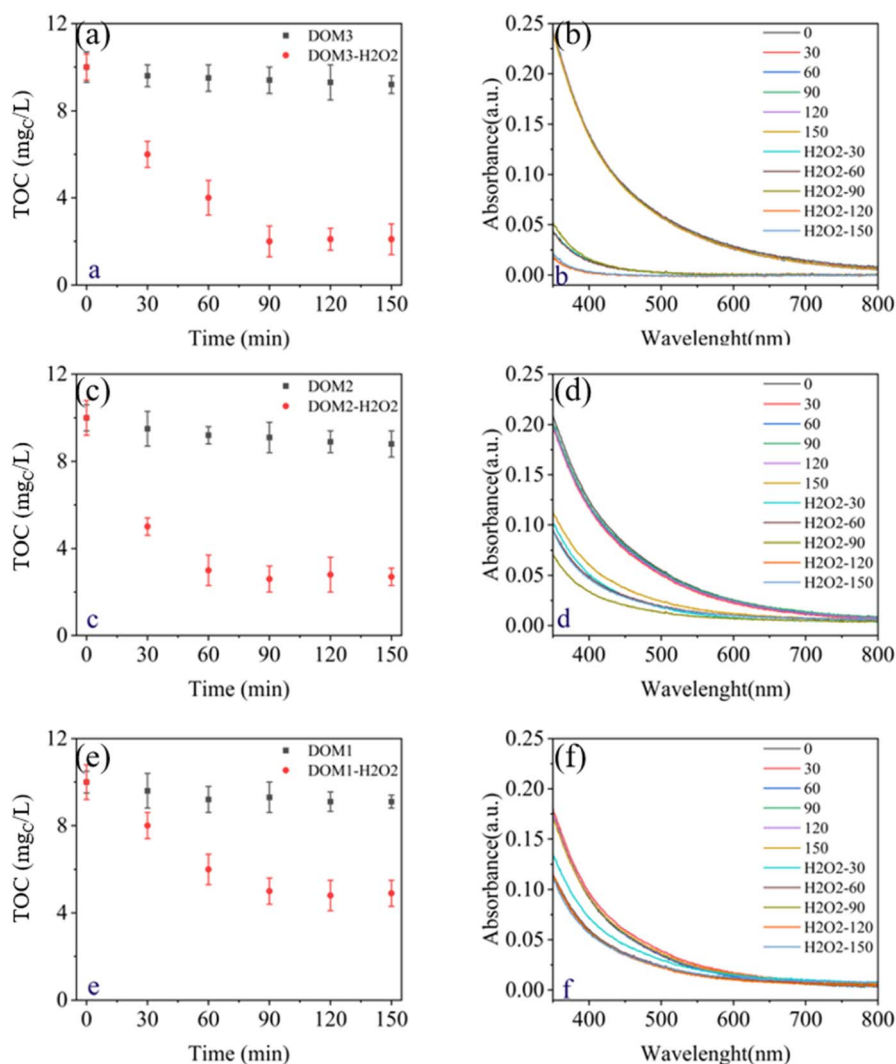 (a)
DOM3
DOM3-H2O2
12
8
4
0
TOC (mgC/L)
a
0 30 60 90 120 150
Time (min)
(b)
0
30
60
90
120
150
H2O2-30
H2O2-60
H2O2-90
H2O2-120
H2O2-150
0.25
0.20
0.15
0.10
0.05
0.00
Absorbance(a.u.)
b
400 500 600 700 800
Wavelenght(nm)
(c)
DOM2
DOM2-H2O2
12
8
4
0
TOC (mgC/L)
c
0 30 60 90 120 150
Time (min)
(d)
0
30
60
90
120
150
H2O2-30
H2O2-60
H2O2-90
H2O2-120
H2O2-150
0.25
0.20
0.15
0.10
0.05
0.00
Absorbance(a.u.)
d
400 500 600 700 800
Wavelenght(nm)
(e)
DOM1
DOM1-H2O2
12
8
4
0
TOC (mgC/L)
e
0 30 60 90 120 150
Time (min)
(f)
0
30
60
90
120
150
H2O2-30
H2O2-60
H2O2-90
H2O2-120
H2O2-150
0.25
0.20
0.15
0.10
0.05
0.00
Absorbance(a.u.)
f
400 500 600 700 800
Wavelenght(nm)